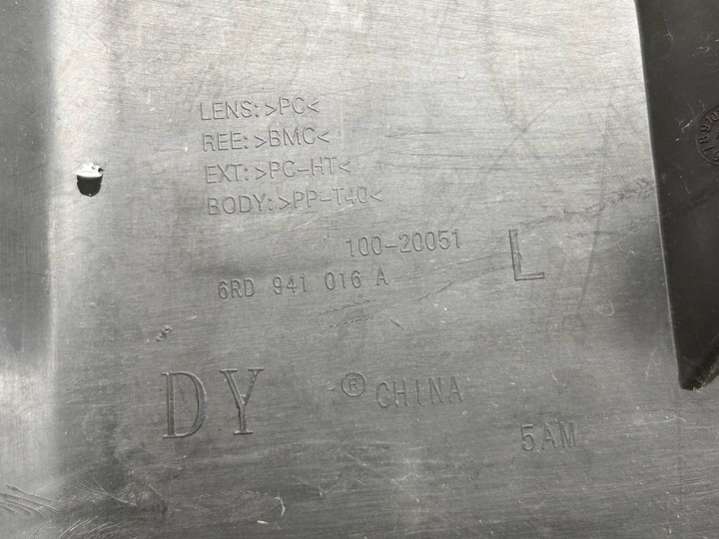 LENS:>PC<
REE:>BMC<
EXT:>PC-HT<
BODY:>PP-T40<
100-20051
L
6RD 941 016 A
DY
® CHINA
5AM